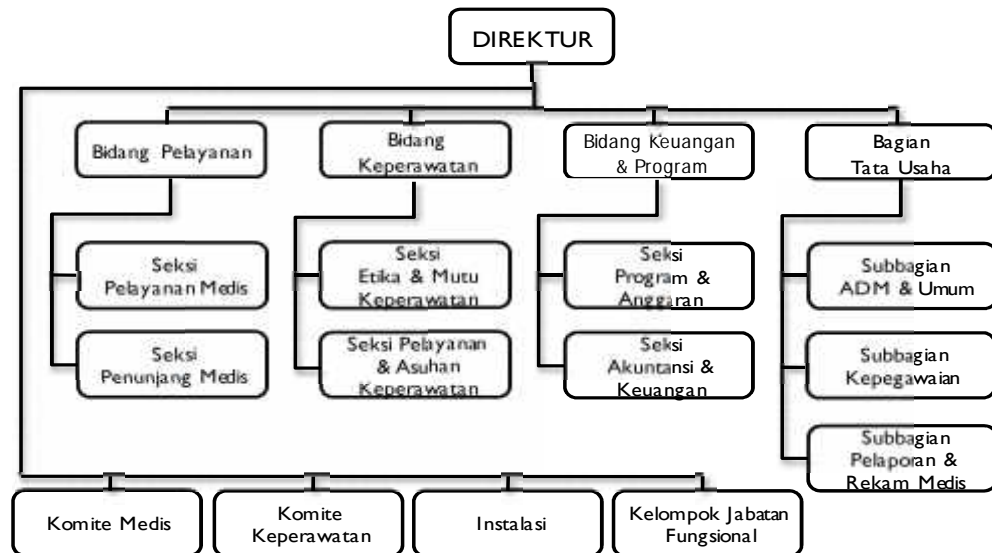 DIREKTUR
Bidang Pelayanan
Bidang
Keperawatan
Bidang Keuangan
& Program
Bagian
Tata Usaha
Seksi
Pelayanan Medis
Seksi
Etika & Mutu
Keperawatan
Seksi
Program &
Anggaran
Subbagian
ADM & Umum
Seksi
Penunjang Medis
Seksi Pelayanan
& Asuhan
Keperawatan
Seksi
Akuntansi &
Keuangan
Subbagian
Kepegawaian
Subbagian
Pelaporan &
Rekam Medis
Komite Medis
Komite
Keperawatan
Instalasi
Kelompok Jabatan
Fungsional